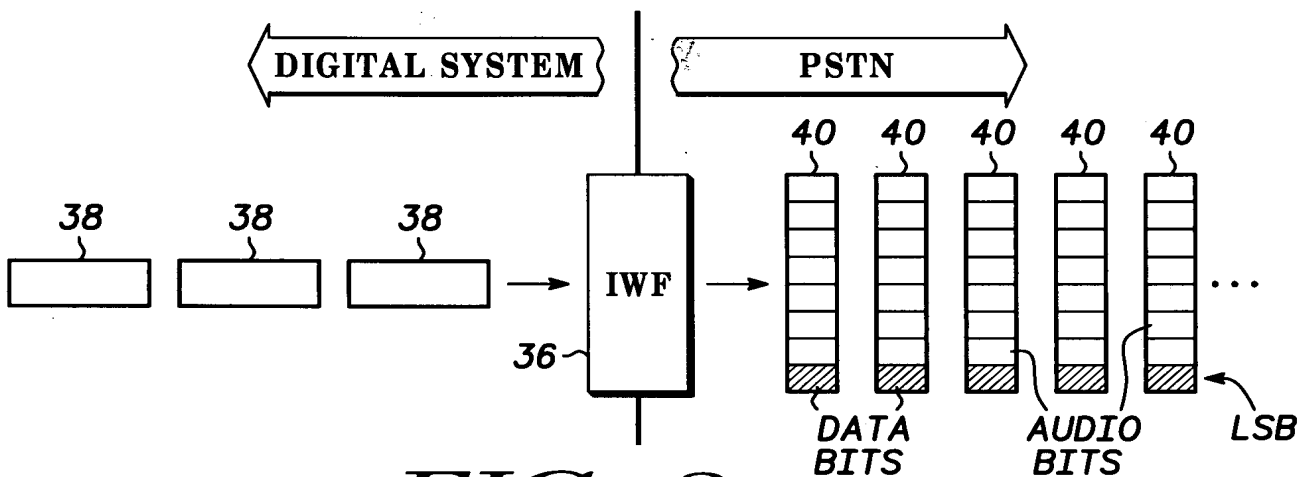 DIGITAL SYSTEM PSTN
40 40 40 40 40
38 38 38
IWF
36
...
LSB
DATA BITS
AUDIO BITS